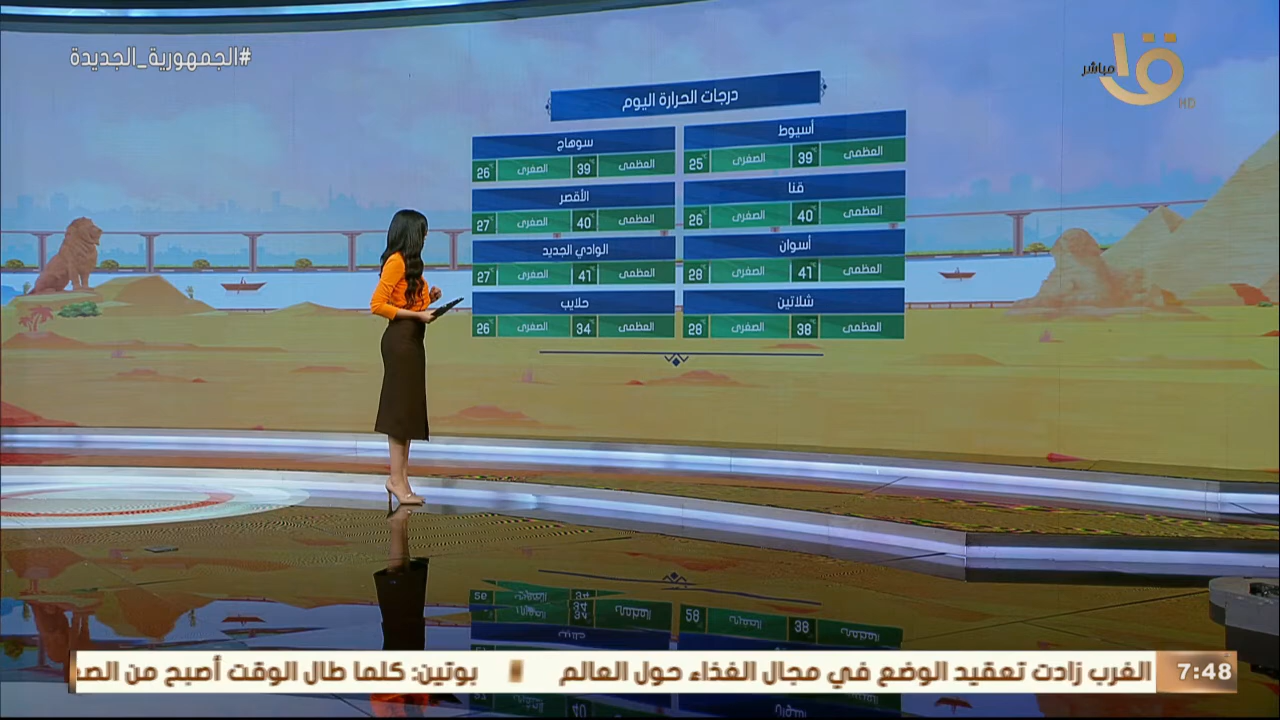 #الجمهورية_الجديدة
مباشر
HD
درجات الحرارة اليوم
أسيوط
العظمى 39 الصغرى 25
سوهاج
العظمى 39 الصغرى 26
قنا
العظمى 40 الصغرى 26
الأقصر
العظمى 40 الصغرى 27
أسوان
العظمى 41 الصغرى 28
الوادي الجديد
العظمى 41 الصغرى 27
شلاتين
العظمى 38 الصغرى 28
حلايب
العظمى 34 الصغرى 26
7:48 الغرب زادت تعقيد الوضع في مجال الغذاء حول العالم بوتين: كلما طال الوقت أصبح من